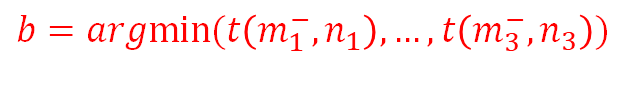 b = argmin(t(m₁⁻,n₁), ..., t(m₃⁻,n₃))